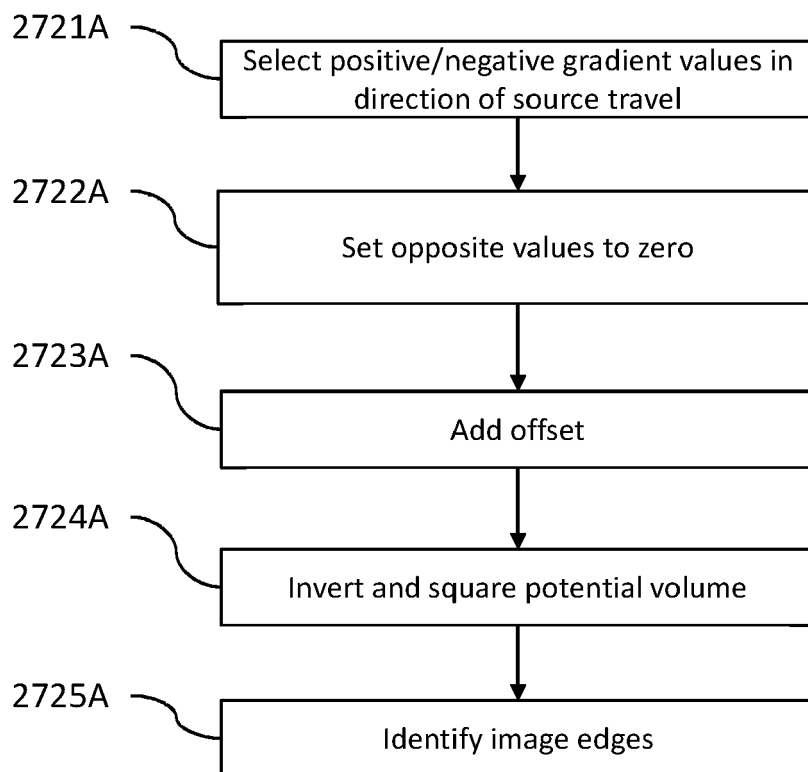 2721A
Select positive/negative gradient values in
direction of source travel
2722A
Set opposite values to zero
2723A
Add offset
2724A
Invert and square potential volume
2725A
Identify image edges